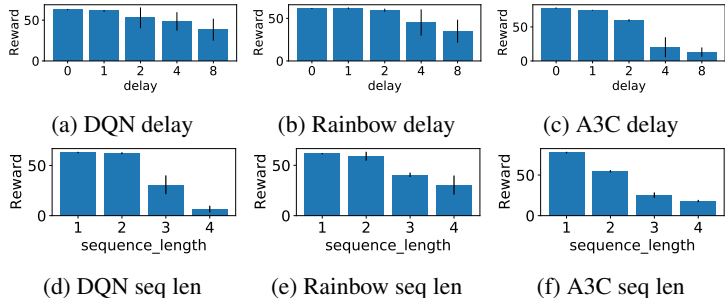 Reward
50
0
0 1 2 4 8
delay
(a) DQN delay
Reward
50
0
0 1 2 4 8
delay
(b) Rainbow delay
Reward
50
0
0 1 2 4 8
delay
(c) A3C delay
Reward
50
0
1 2 3 4
sequence_length
(d) DQN seq len
Reward
50
0
1 2 3 4
sequence_length
(e) Rainbow seq len
Reward
50
0
1 2 3 4
sequence_length
(f) A3C seq len